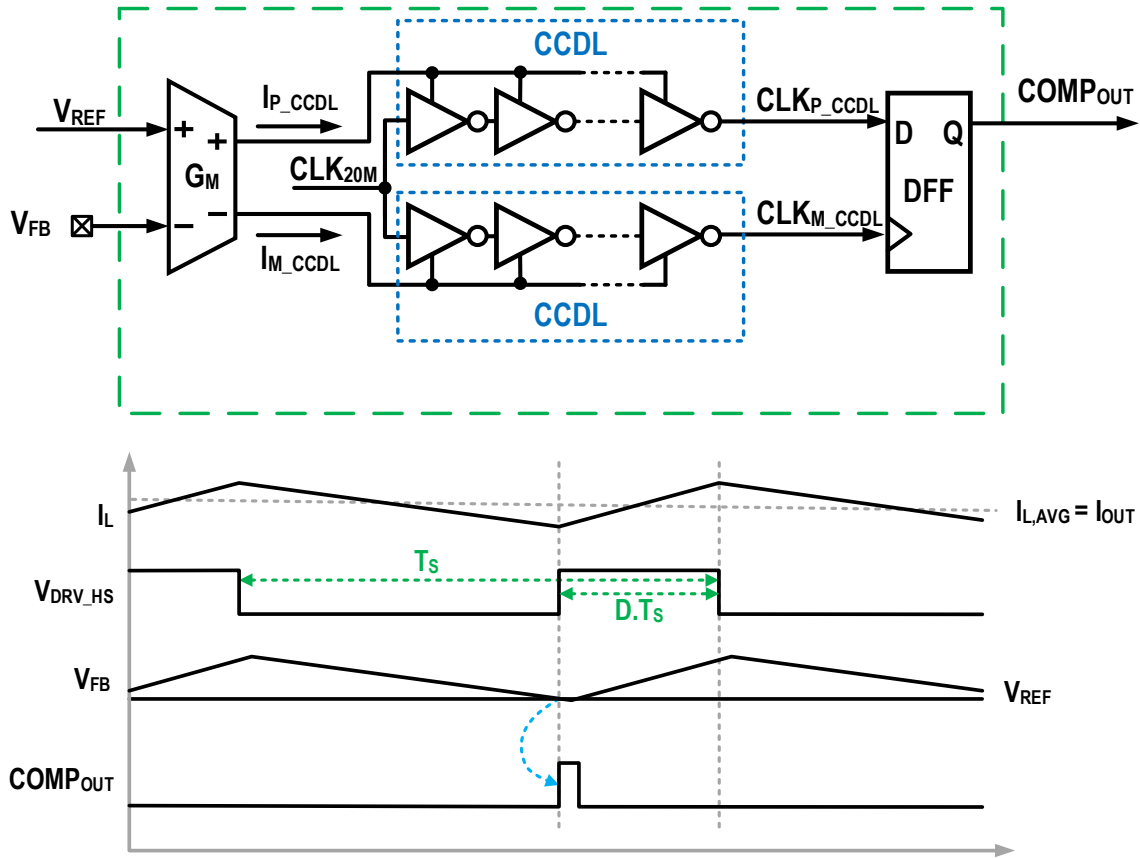 CCDL
I_P_CCDL
CLK_P_CCDL
COMP_OUT
V_REF
+
+
G_M
CLK_20M
D Q
DFF
V_FB
−
−
I_M_CCDL
CLK_M_CCDL
CCDL
I_L
I_L,AVG = I_OUT
T_S
V_DRV_HS
D.T_S
V_FB
V_REF
COMP_OUT